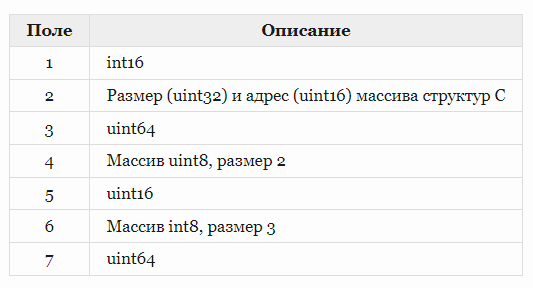 Поле Описание
1 int16
2 Размер (uint32) и адрес (uint16) массива структур C
3 uint64
4 Массив uint8, размер 2
5 uint16
6 Массив int8, размер 3
7 uint64